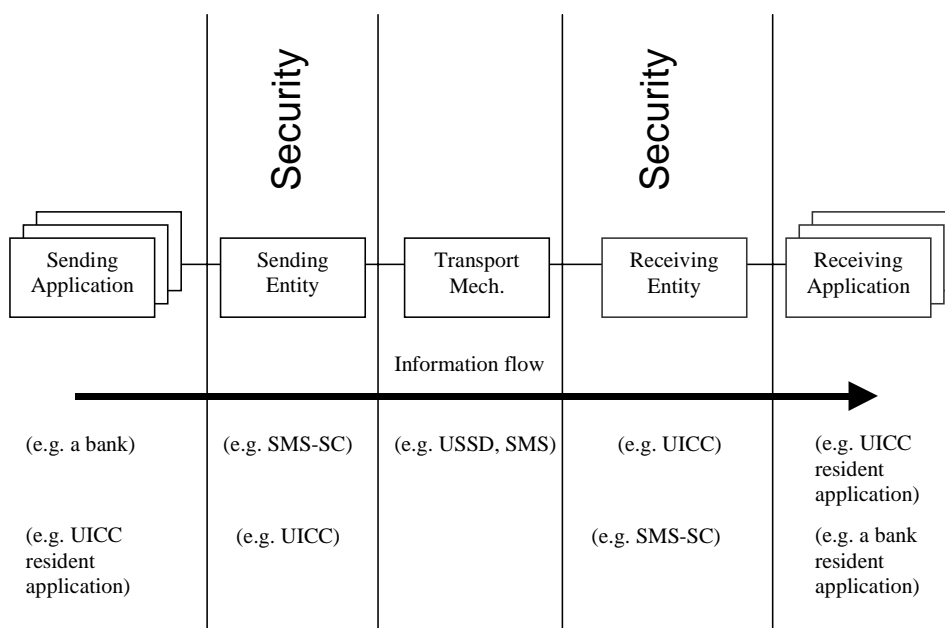 Security
Security
Sending
Application
Sending
Entity
Transport
Mech.
Receiving
Entity
Receiving
Application
Information flow
(e.g. a bank)
(e.g. SMS-SC)
(e.g. USSD, SMS)
(e.g. UICC)
(e.g. UICC
resident
application)
(e.g. UICC
resident
application)
(e.g. UICC)
(e.g. SMS-SC)
(e.g. a bank
resident
application)